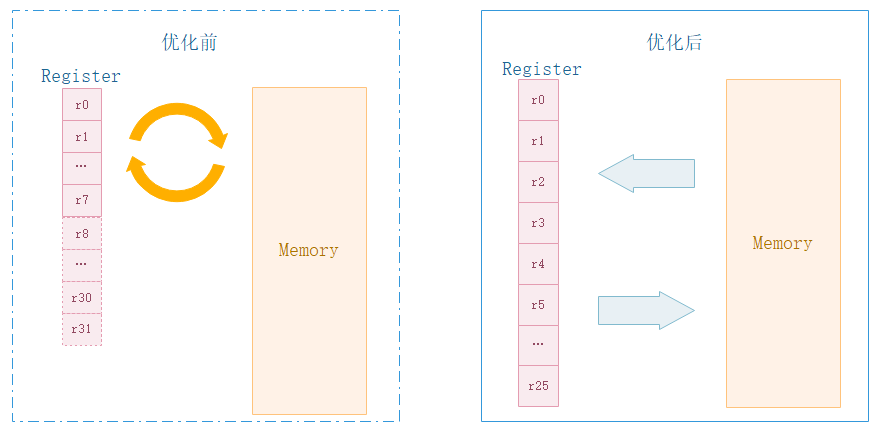 优化前
Register
r0
r1
…
r7
r8
…
r30
r31
Memory
优化后
Register
r0
r1
r2
r3
r4
r5
…
r25
Memory